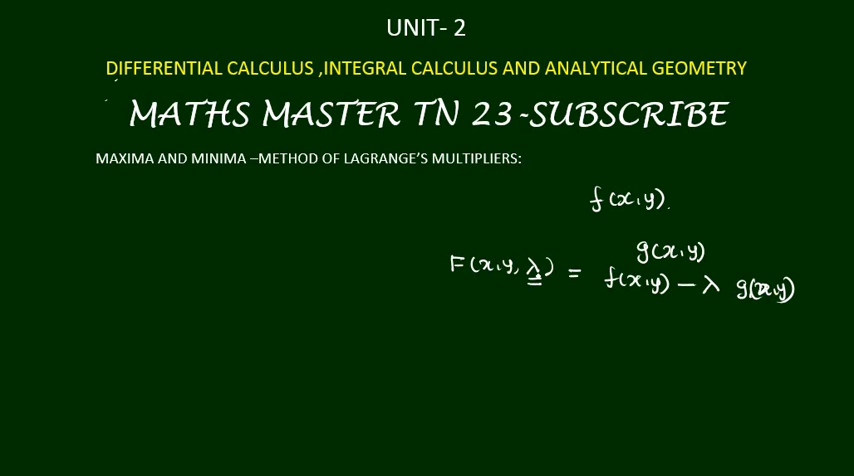 UNIT- 2
DIFFERENTIAL CALCULUS ,INTEGRAL CALCULUS AND ANALYTICAL GEOMETRY
MATHS MASTER TN 23-SUBSCRIBE
MAXIMA AND MINIMA –METHOD OF LAGRANGE'S MULTIPLIERS:
f(x,y).
g(x,y)
F(x,y,λ) = f(x,y) – λ g(x,y)